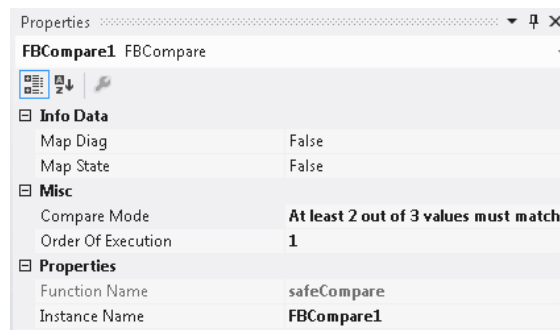 Properties
FBCompare1 FBCompare
Info Data
Map Diag False
Map State False
Misc
Compare Mode At least 2 out of 3 values must match
Order Of Execution 1
Properties
Function Name safeCompare
Instance Name FBCompare1